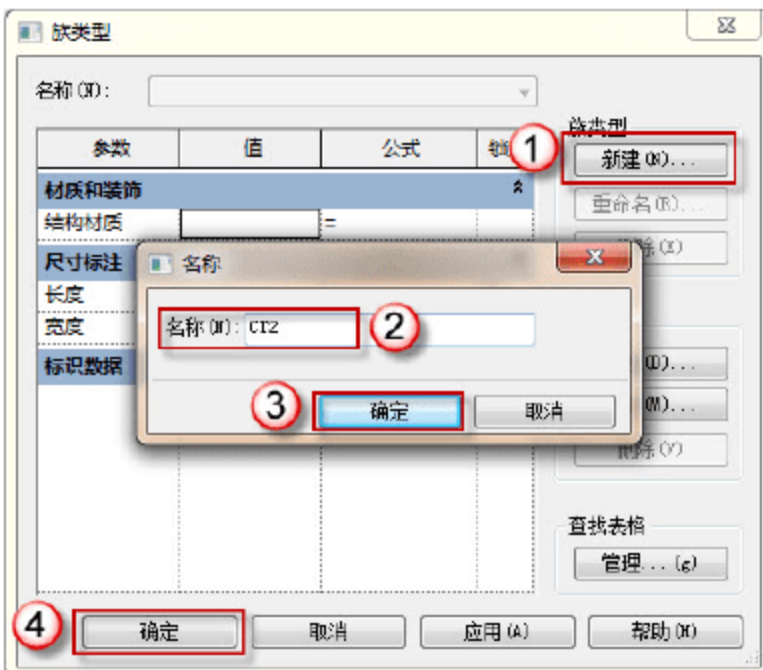 族类型
名称(N):
族类型
参数 值 公式
新建(N)...
材质和装饰
重命名(R)...
结构材质 =
除(X)
尺寸标注
名称
长度
名称(N): CT2
宽度
标识数据
(D)...
(M)...
确定 取消
删除(V)
查找表格
管理...(g)
确定 取消 应用(A) 帮助(H)
1
2
3
4